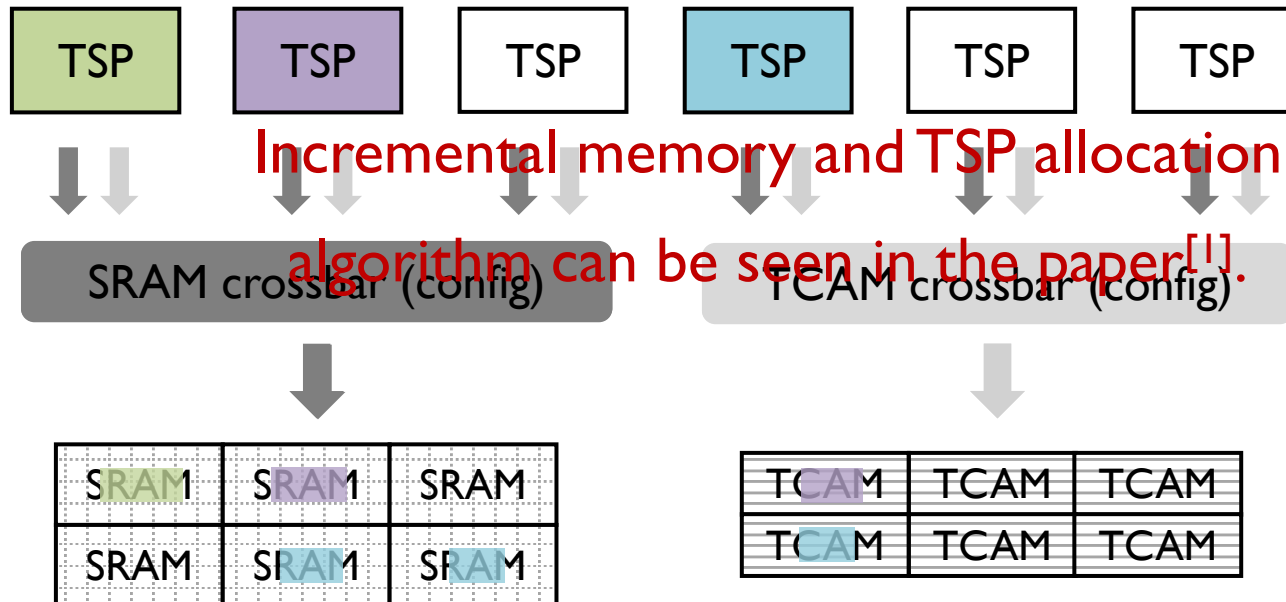 TSP TSP TSP TSP TSP TSP
Incremental memory and TSP allocation
algorithm can be seen in the paper[1].
SRAM crossbar (config) TCAM crossbar (config)
SRAM SRAM SRAM TCAM TCAM TCAM
SRAM SRAM SRAM TCAM TCAM TCAM